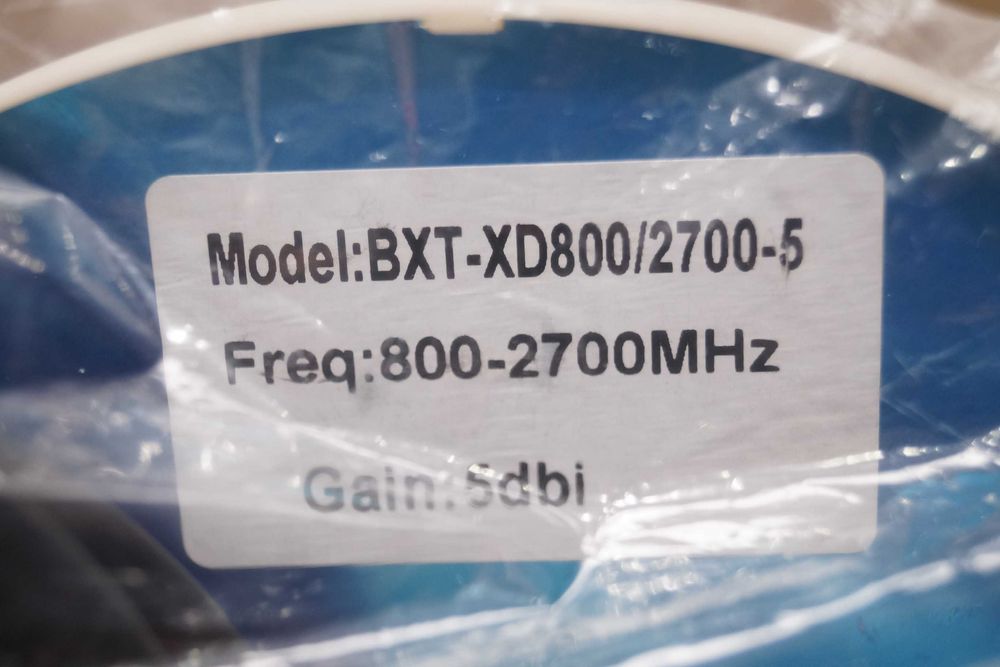 Model:BXT-XD800/2700-5
Freq:800-2700MHz
Gain:5dbi